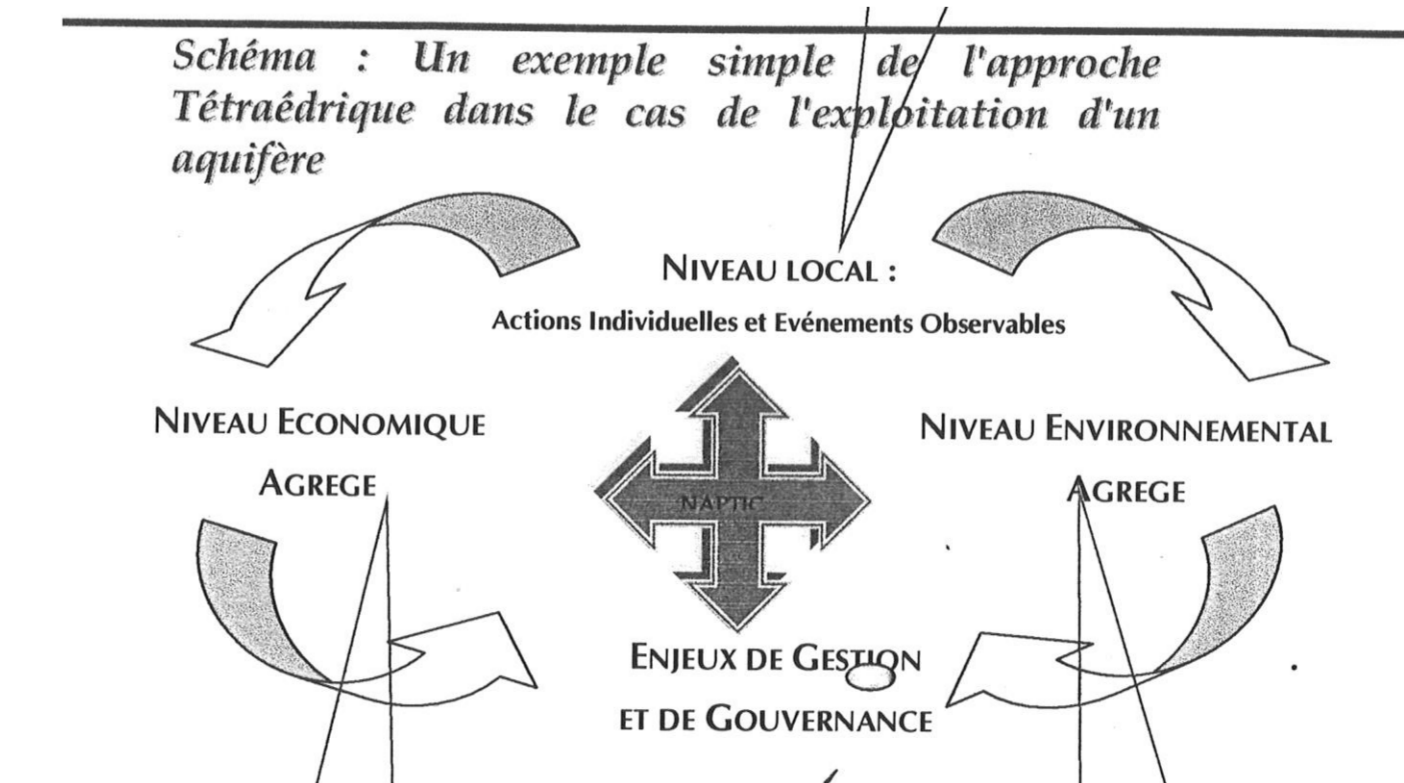 Schéma : Un exemple simple de l'approche
Tétraédrique dans le cas de l'exploitation d'un
aquifère
NIVEAU LOCAL :
Actions Individuelles et Evénements Observables
NIVEAU ECONOMIQUE
AGREGE
NIVEAU ENVIRONNEMENTAL
AGREGE
NAPTIC
ENJEUX DE GESTION
ET DE GOUVERNANCE